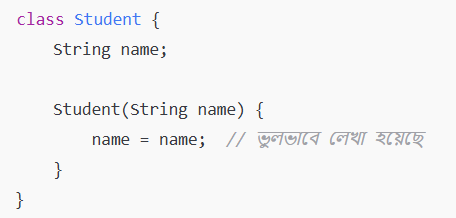 class Student {
    String name;

    Student(String name) {
        name = name;  // ভুলভাবে লেখা হয়েছে
    }
}